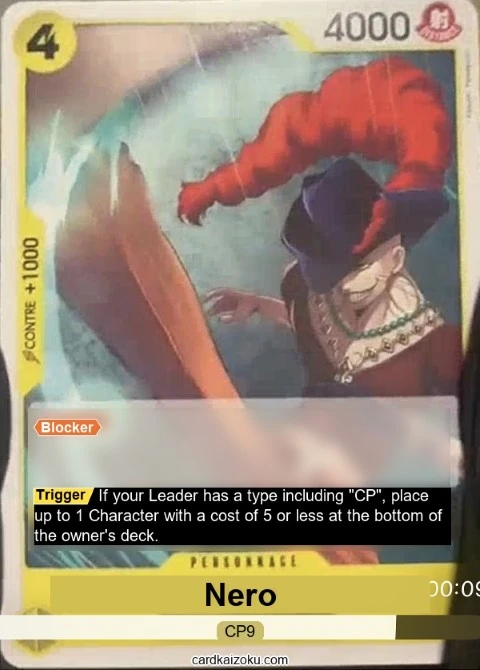 4
4000
CONTRE +1000
Blocker
Trigger If your Leader has a type including "CP", place
up to 1 Character with a cost of 5 or less at the bottom of
the owner's deck.
PERSONNAGE
Nero
00:09
CP9
cardkaizoku.com